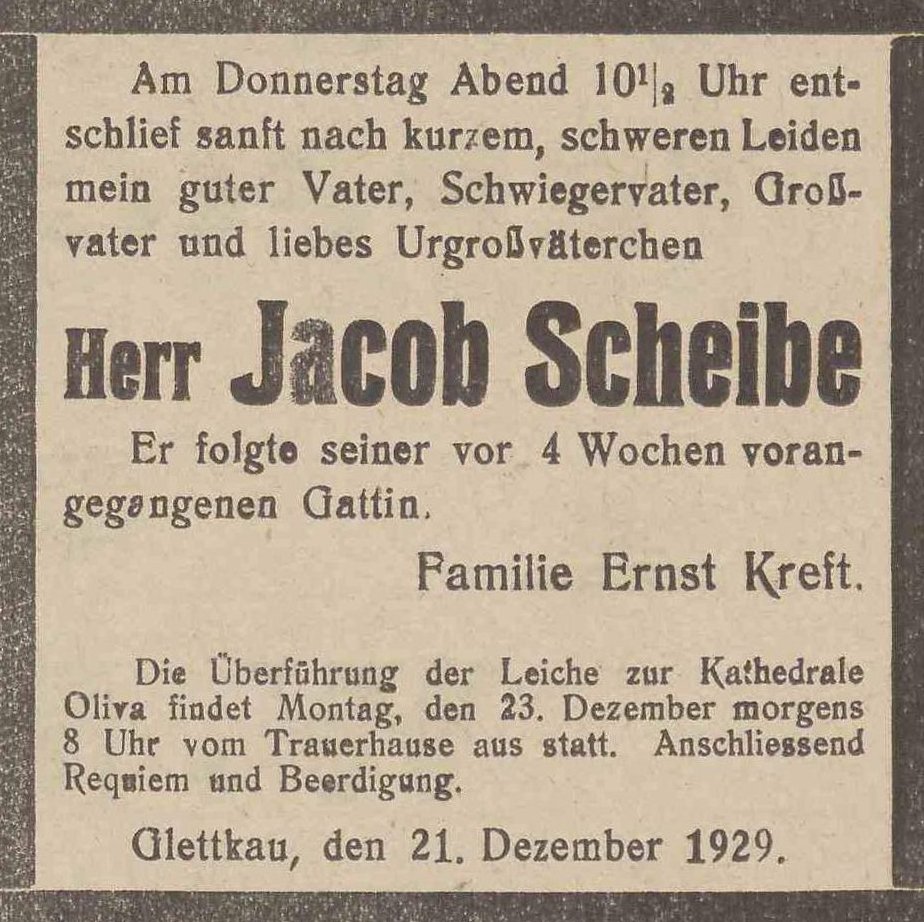 Am Donnerstag Abend 10½ Uhr ent-
schlief sanft nach kurzem, schweren Leiden
mein guter Vater, Schwiegervater, Groß-
vater und liebes Urgroßväterchen
Herr Jacob Scheibe
Er folgte seiner vor 4 Wochen voran-
gegangenen Gattin.
Familie Ernst Kreft.
Die Überführung der Leiche zur Kathedrale
Oliva findet Montag, den 23. Dezember morgens
8 Uhr vom Trauerhause aus statt. Anschliessend
Requiem und Beerdigung.
Glettkau, den 21. Dezember 1929.